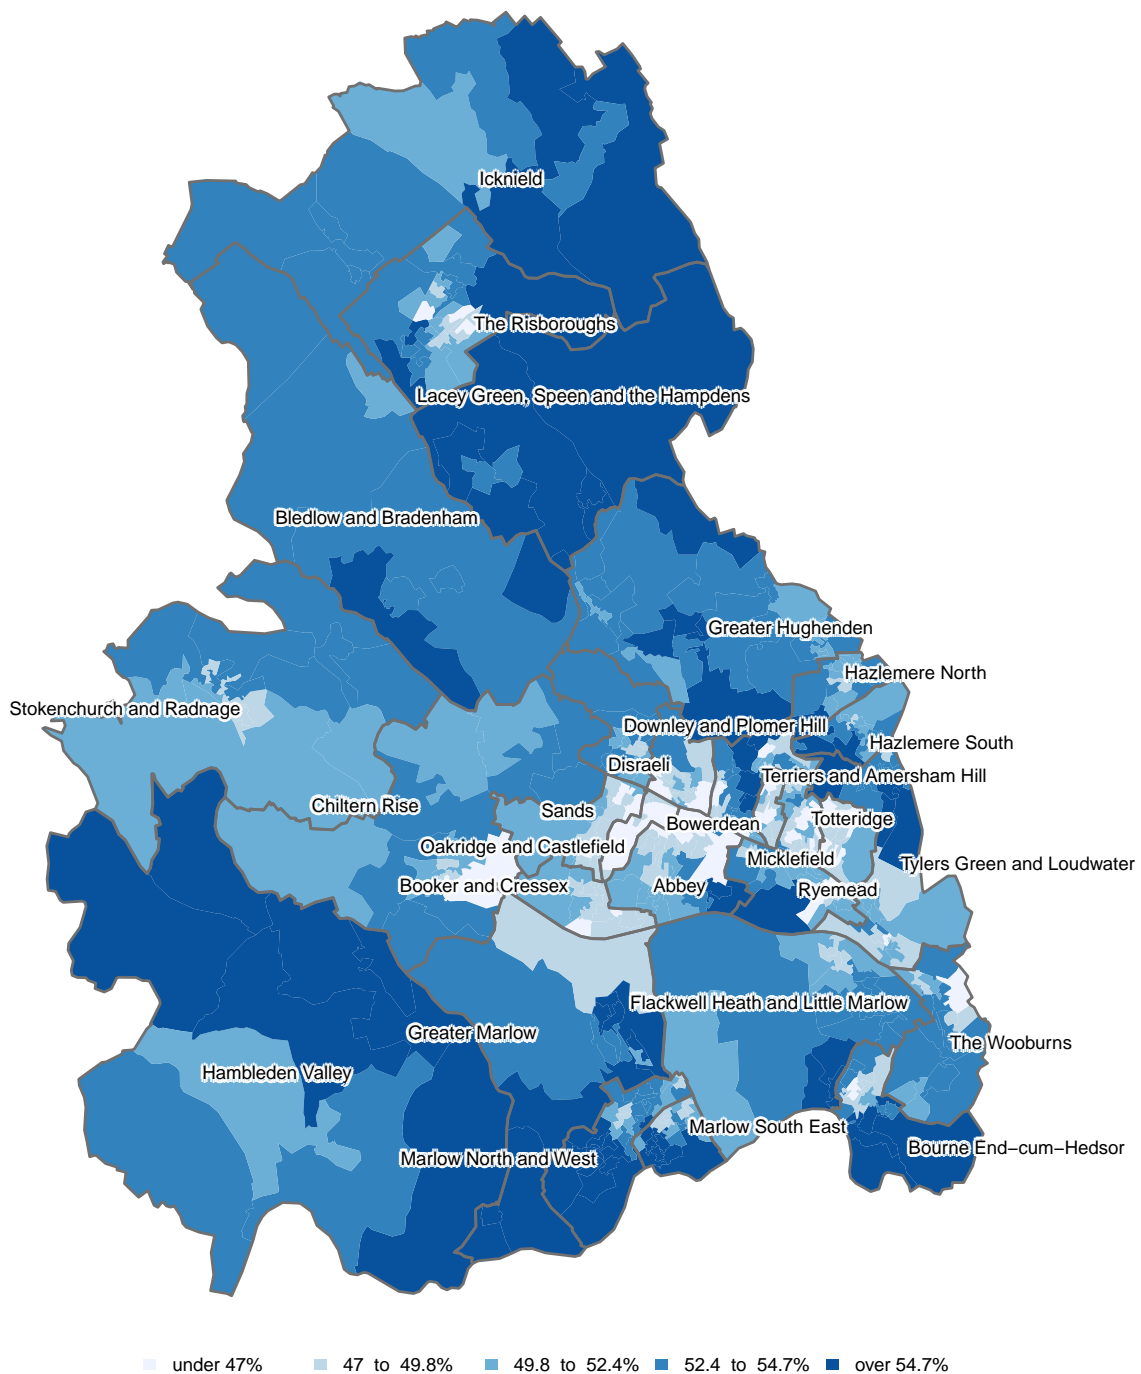 Icknield
The Risboroughs
Lacey Green, Speen and the Hampdens
Bledlow and Bradenham
Greater Hughenden
Hazlemere North
Stokenchurch and Radnage
Downley and Plomer Hill
Hazlemere South
Disraeli
Terriers and Amersham Hill
Chiltern Rise
Sands
Totteridge
Bowerdean
Oakridge and Castlefield
Micklefield
Tylers Green and Loudwater
Booker and Cressex
Abbey
Ryemead
Flackwell Heath and Little Marlow
Greater Marlow
The Wooburns
Hambleden Valley
Marlow South East
Bourne End−cum−Hedsor
Marlow North and West
under 47% 47 to 49.8% 49.8 to 52.4% 52.4 to 54.7% over 54.7%